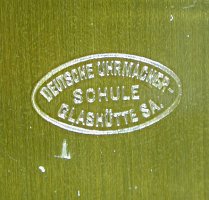 DEUTSCHE UHRMACHER-
SCHULE
GLASHÜTTE SA.